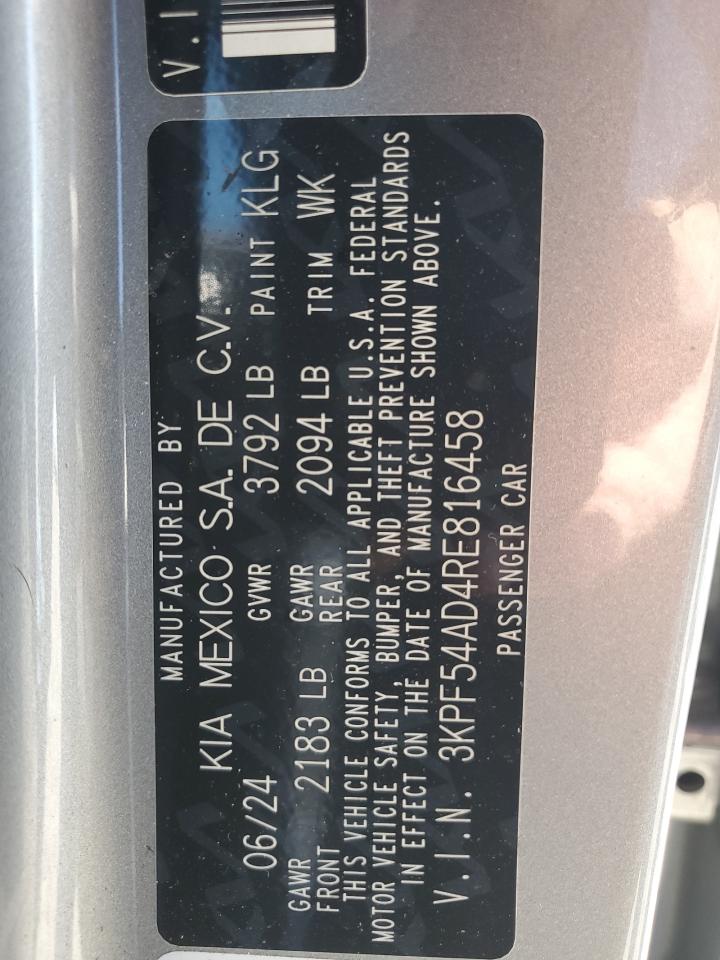 V.I
MANUFACTURED BY
KIA MEXICO S.A. DE C.V.
06/24 GVWR 3792 LB PAINT KLG
GAWR FRONT 2183 LB GAWR REAR 2094 LB TRIM WK
THIS VEHICLE CONFORMS TO ALL APPLICABLE U.S.A. FEDERAL
MOTOR VEHICLE SAFETY, BUMPER, AND THEFT PREVENTION STANDARDS
IN EFFECT ON THE DATE OF MANUFACTURE SHOWN ABOVE.
V.I.N. 3KPF54AD4RE816458
PASSENGER CAR